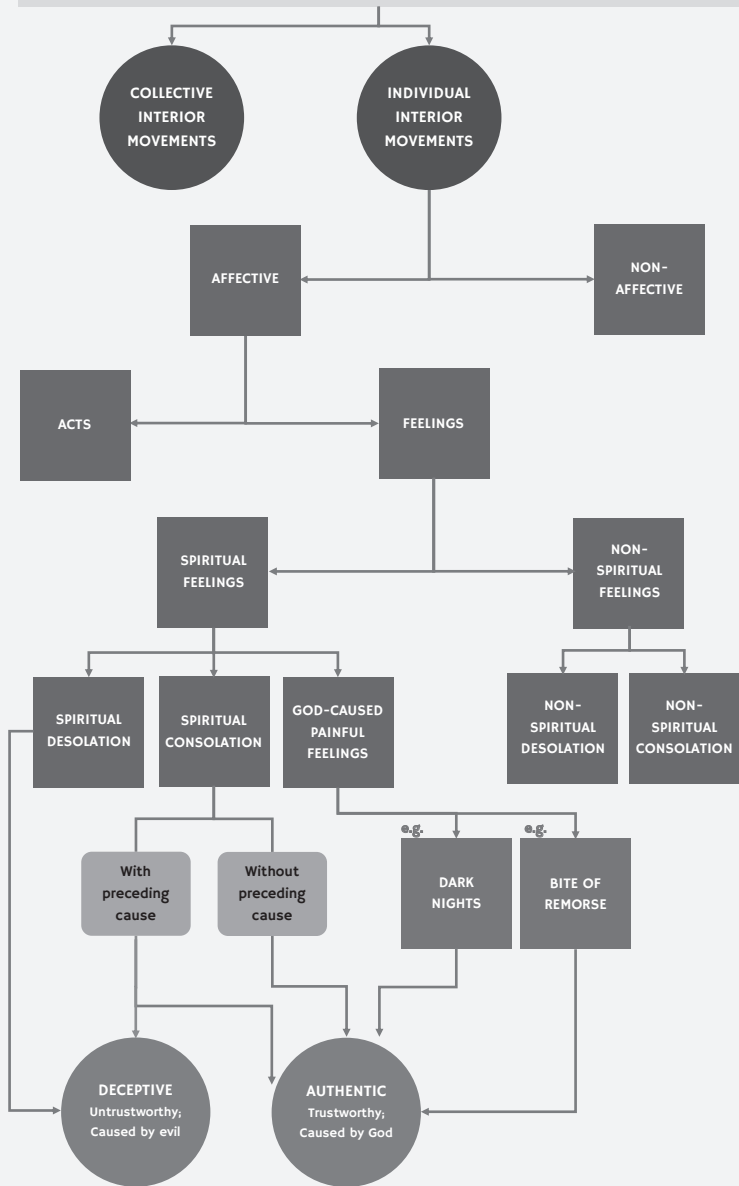 COLLECTIVE
INTERIOR
MOVEMENTS
INDIVIDUAL
INTERIOR
MOVEMENTS
AFFECTIVE
NON-
AFFECTIVE
ACTS
FEELINGS
SPIRITUAL
FEELINGS
NON-
SPIRITUAL
FEELINGS
SPIRITUAL
DESOLATION
SPIRITUAL
CONSOLATION
GOD-CAUSED
PAINFUL
FEELINGS
NON-
SPIRITUAL
DESOLATION
NON-
SPIRITUAL
CONSOLATION
With
preceding
cause
Without
preceding
cause
e.g.
DARK
NIGHTS
e.g.
BITE OF
REMORSE
DECEPTIVE
Untrustworthy;
Caused by evil
AUTHENTIC
Trustworthy;
Caused by God